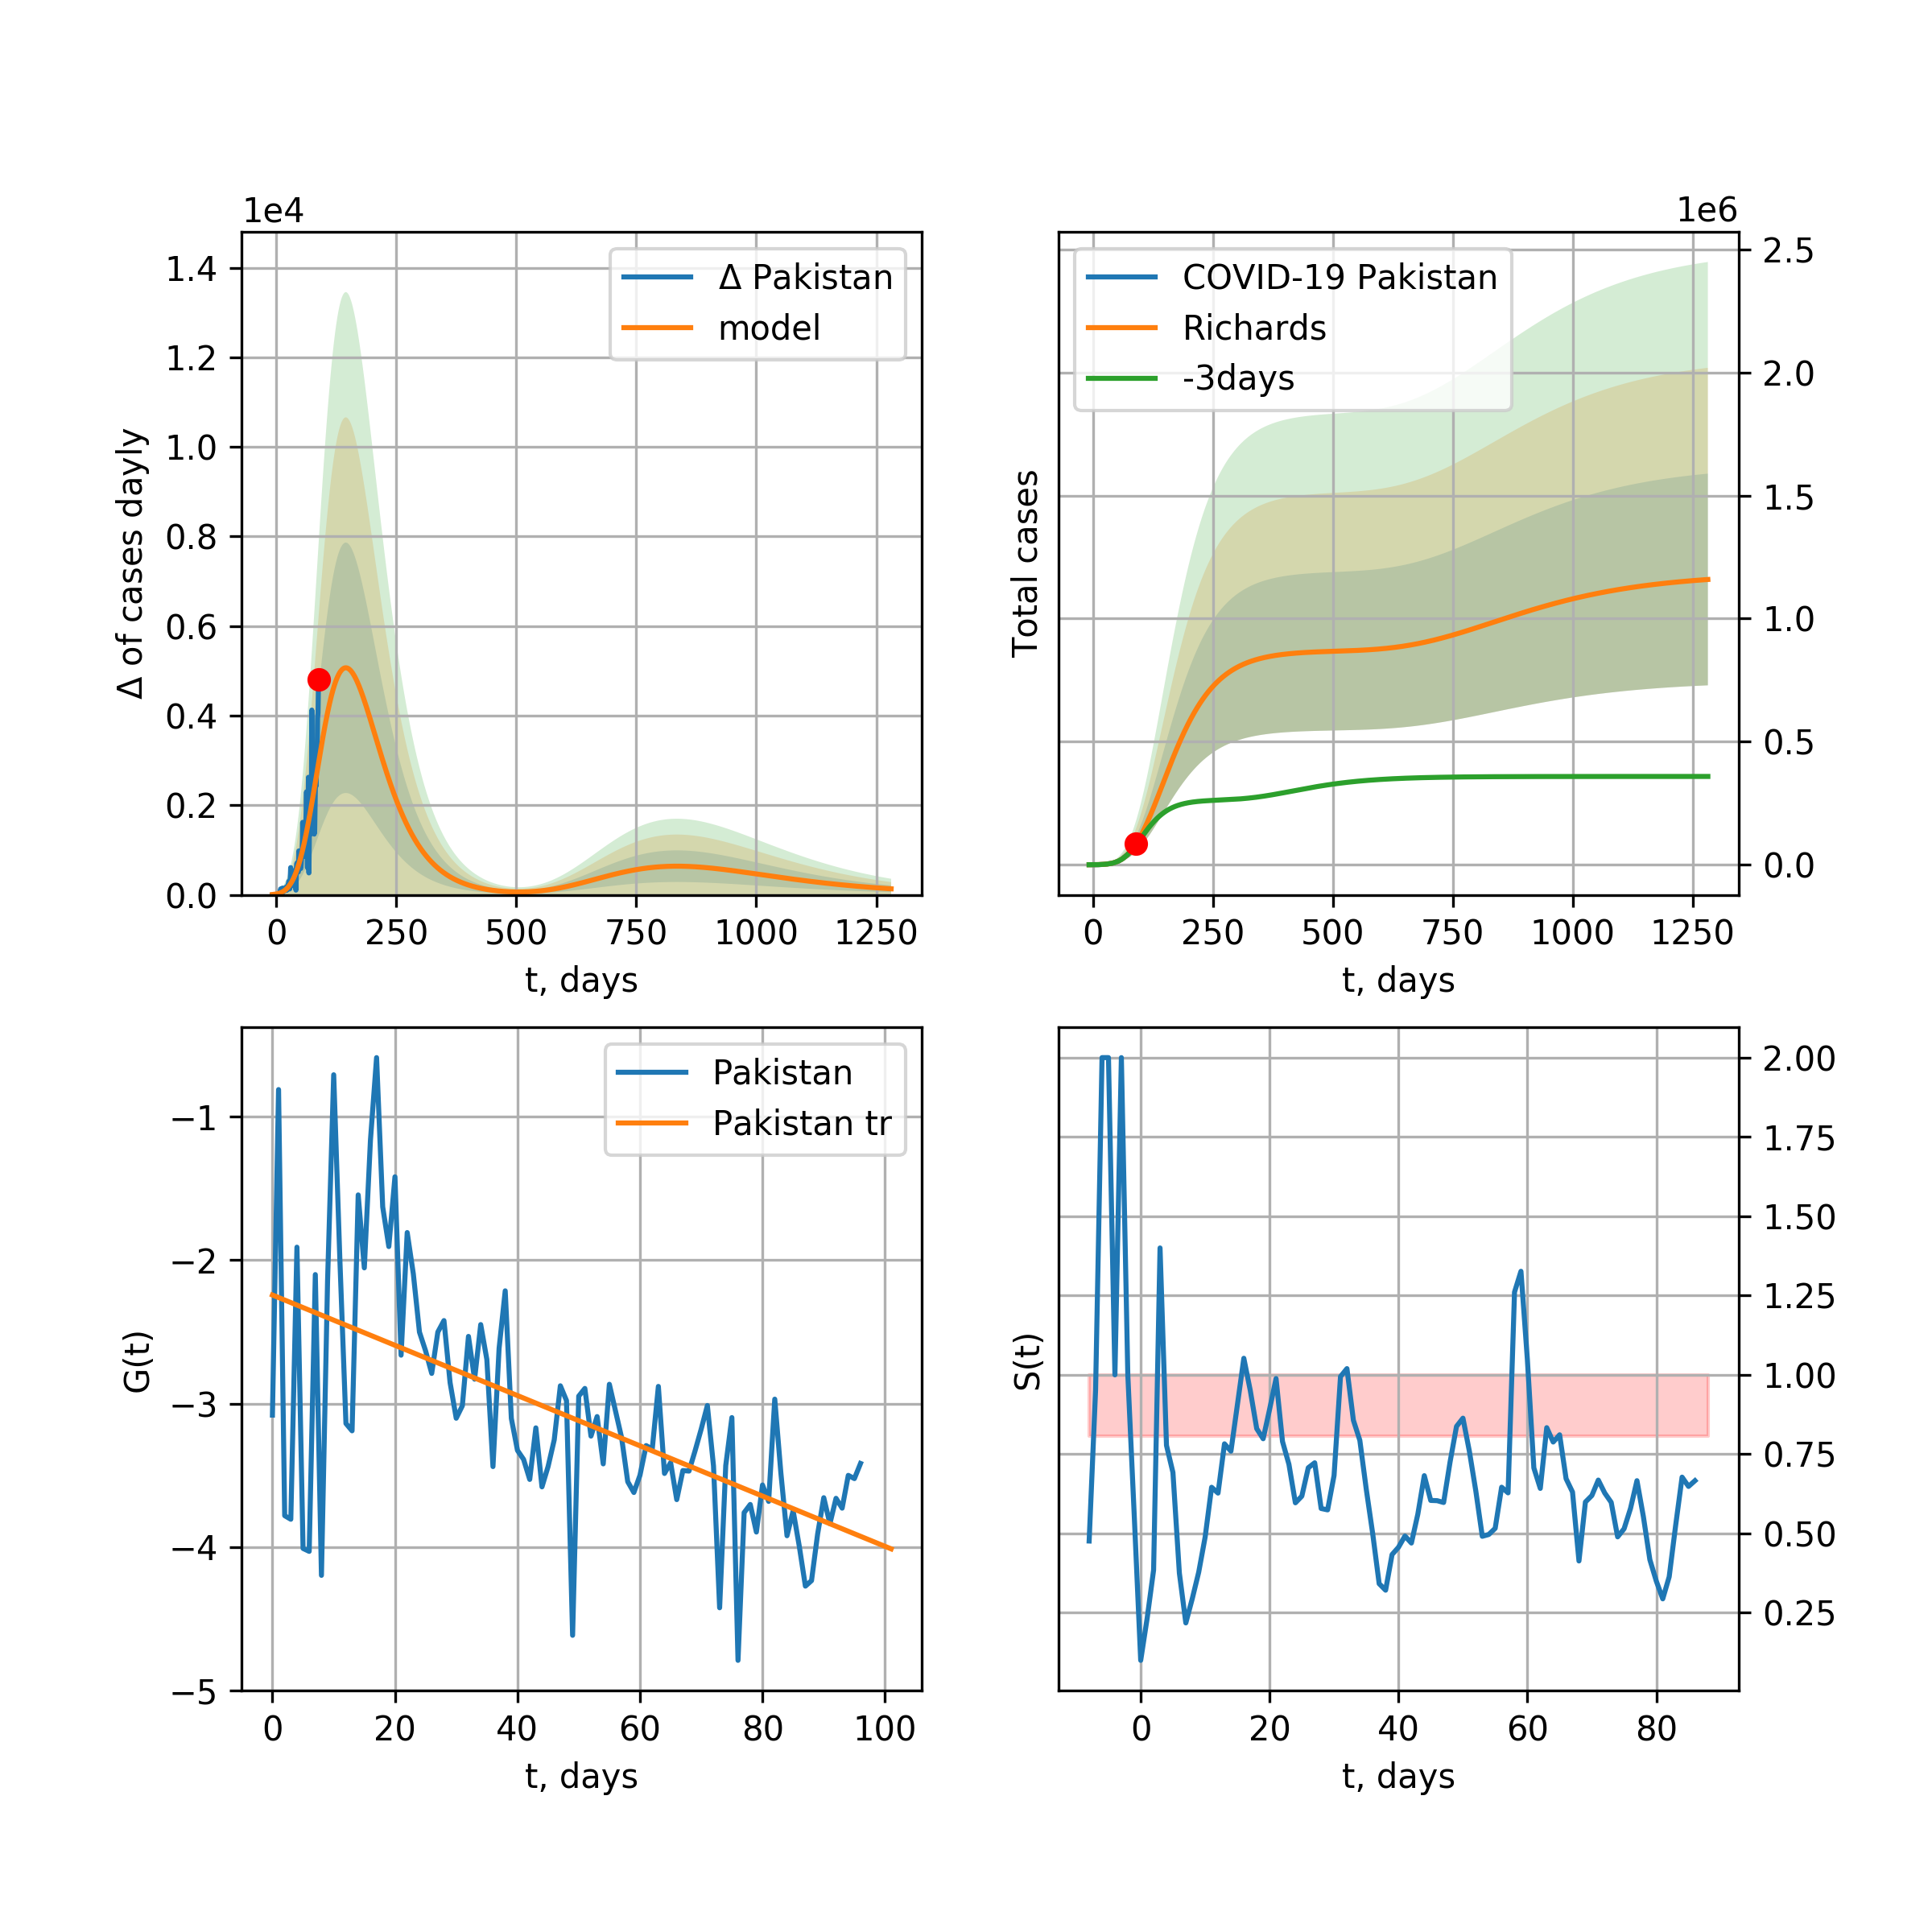 1e4
1.4
1.2
1.0
0.8
0.6
0.4
0.2
0.0
Δ of cases dayly
Δ Pakistan
model
0 250 500 750 1000 1250
t, days
1e6
2.5
2.0
1.5
1.0
0.5
0.0
Total cases
COVID-19 Pakistan
Richards
-3days
0 250 500 750 1000 1250
t, days
−1
−2
−3
−4
−5
G(t)
Pakistan
Pakistan tr
0 20 40 60 80 100
t, days
2.00
1.75
1.50
1.25
1.00
0.75
0.50
0.25
S(t)
0 20 40 60 80
t, days